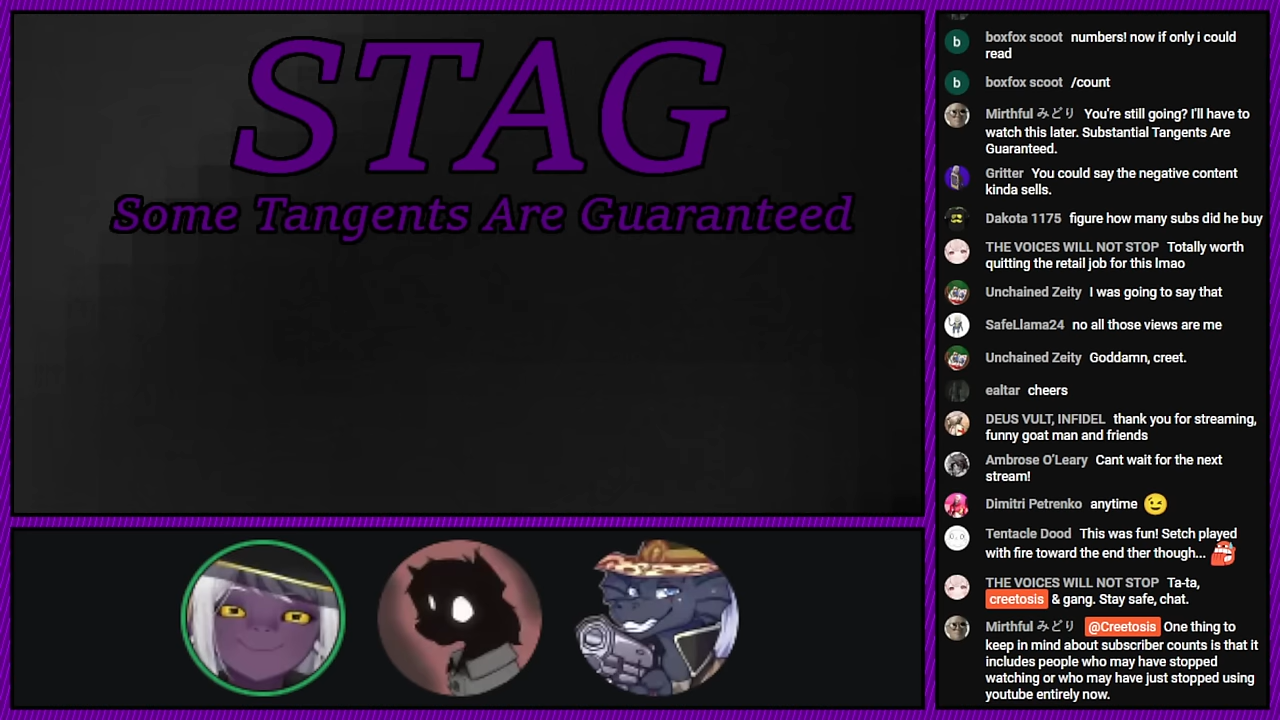 STAG
Some Tangents Are Guaranteed
b boxfox scoot numbers! now if only i could
read
b boxfox scoot /count
Mirthful みどり You're still going? I'll have to
watch this later. Substantial Tangents Are
Guaranteed.
Gritter You could say the negative content
kinda sells.
Dakota 1175 figure how many subs did he buy
THE VOICES WILL NOT STOP Totally worth
quitting the retail job for this lmao
Unchained Zeity I was going to say that
SafeLlama24 no all those views are me
Unchained Zeity Goddamn, creet.
ealtar cheers
DEUS VULT, INFIDEL thank you for streaming,
funny goat man and friends
Ambrose O'Leary Cant wait for the next
stream!
Dimitri Petrenko anytime 😉
Tentacle Dood This was fun! Setch played
with fire toward the end ther though...
THE VOICES WILL NOT STOP Ta-ta,
creetosis & gang. Stay safe, chat.
Mirthful みどり @Creetosis One thing to
keep in mind about subscriber counts is that it
includes people who may have stopped
watching or who may have just stopped using
youtube entirely now.